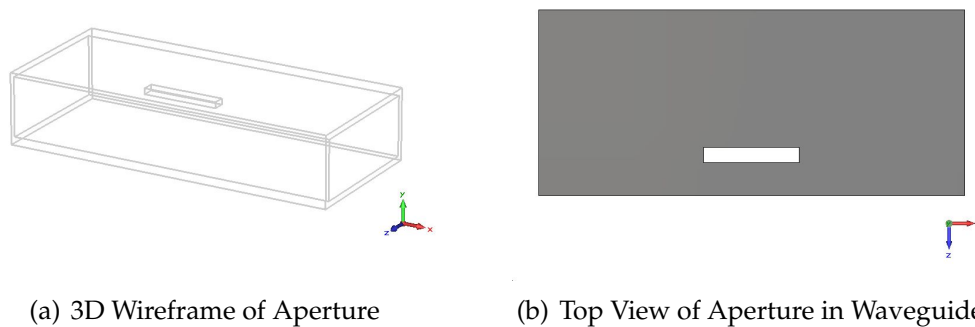 y
x
z
z
(a) 3D Wireframe of Aperture
(b) Top View of Aperture in Waveguide